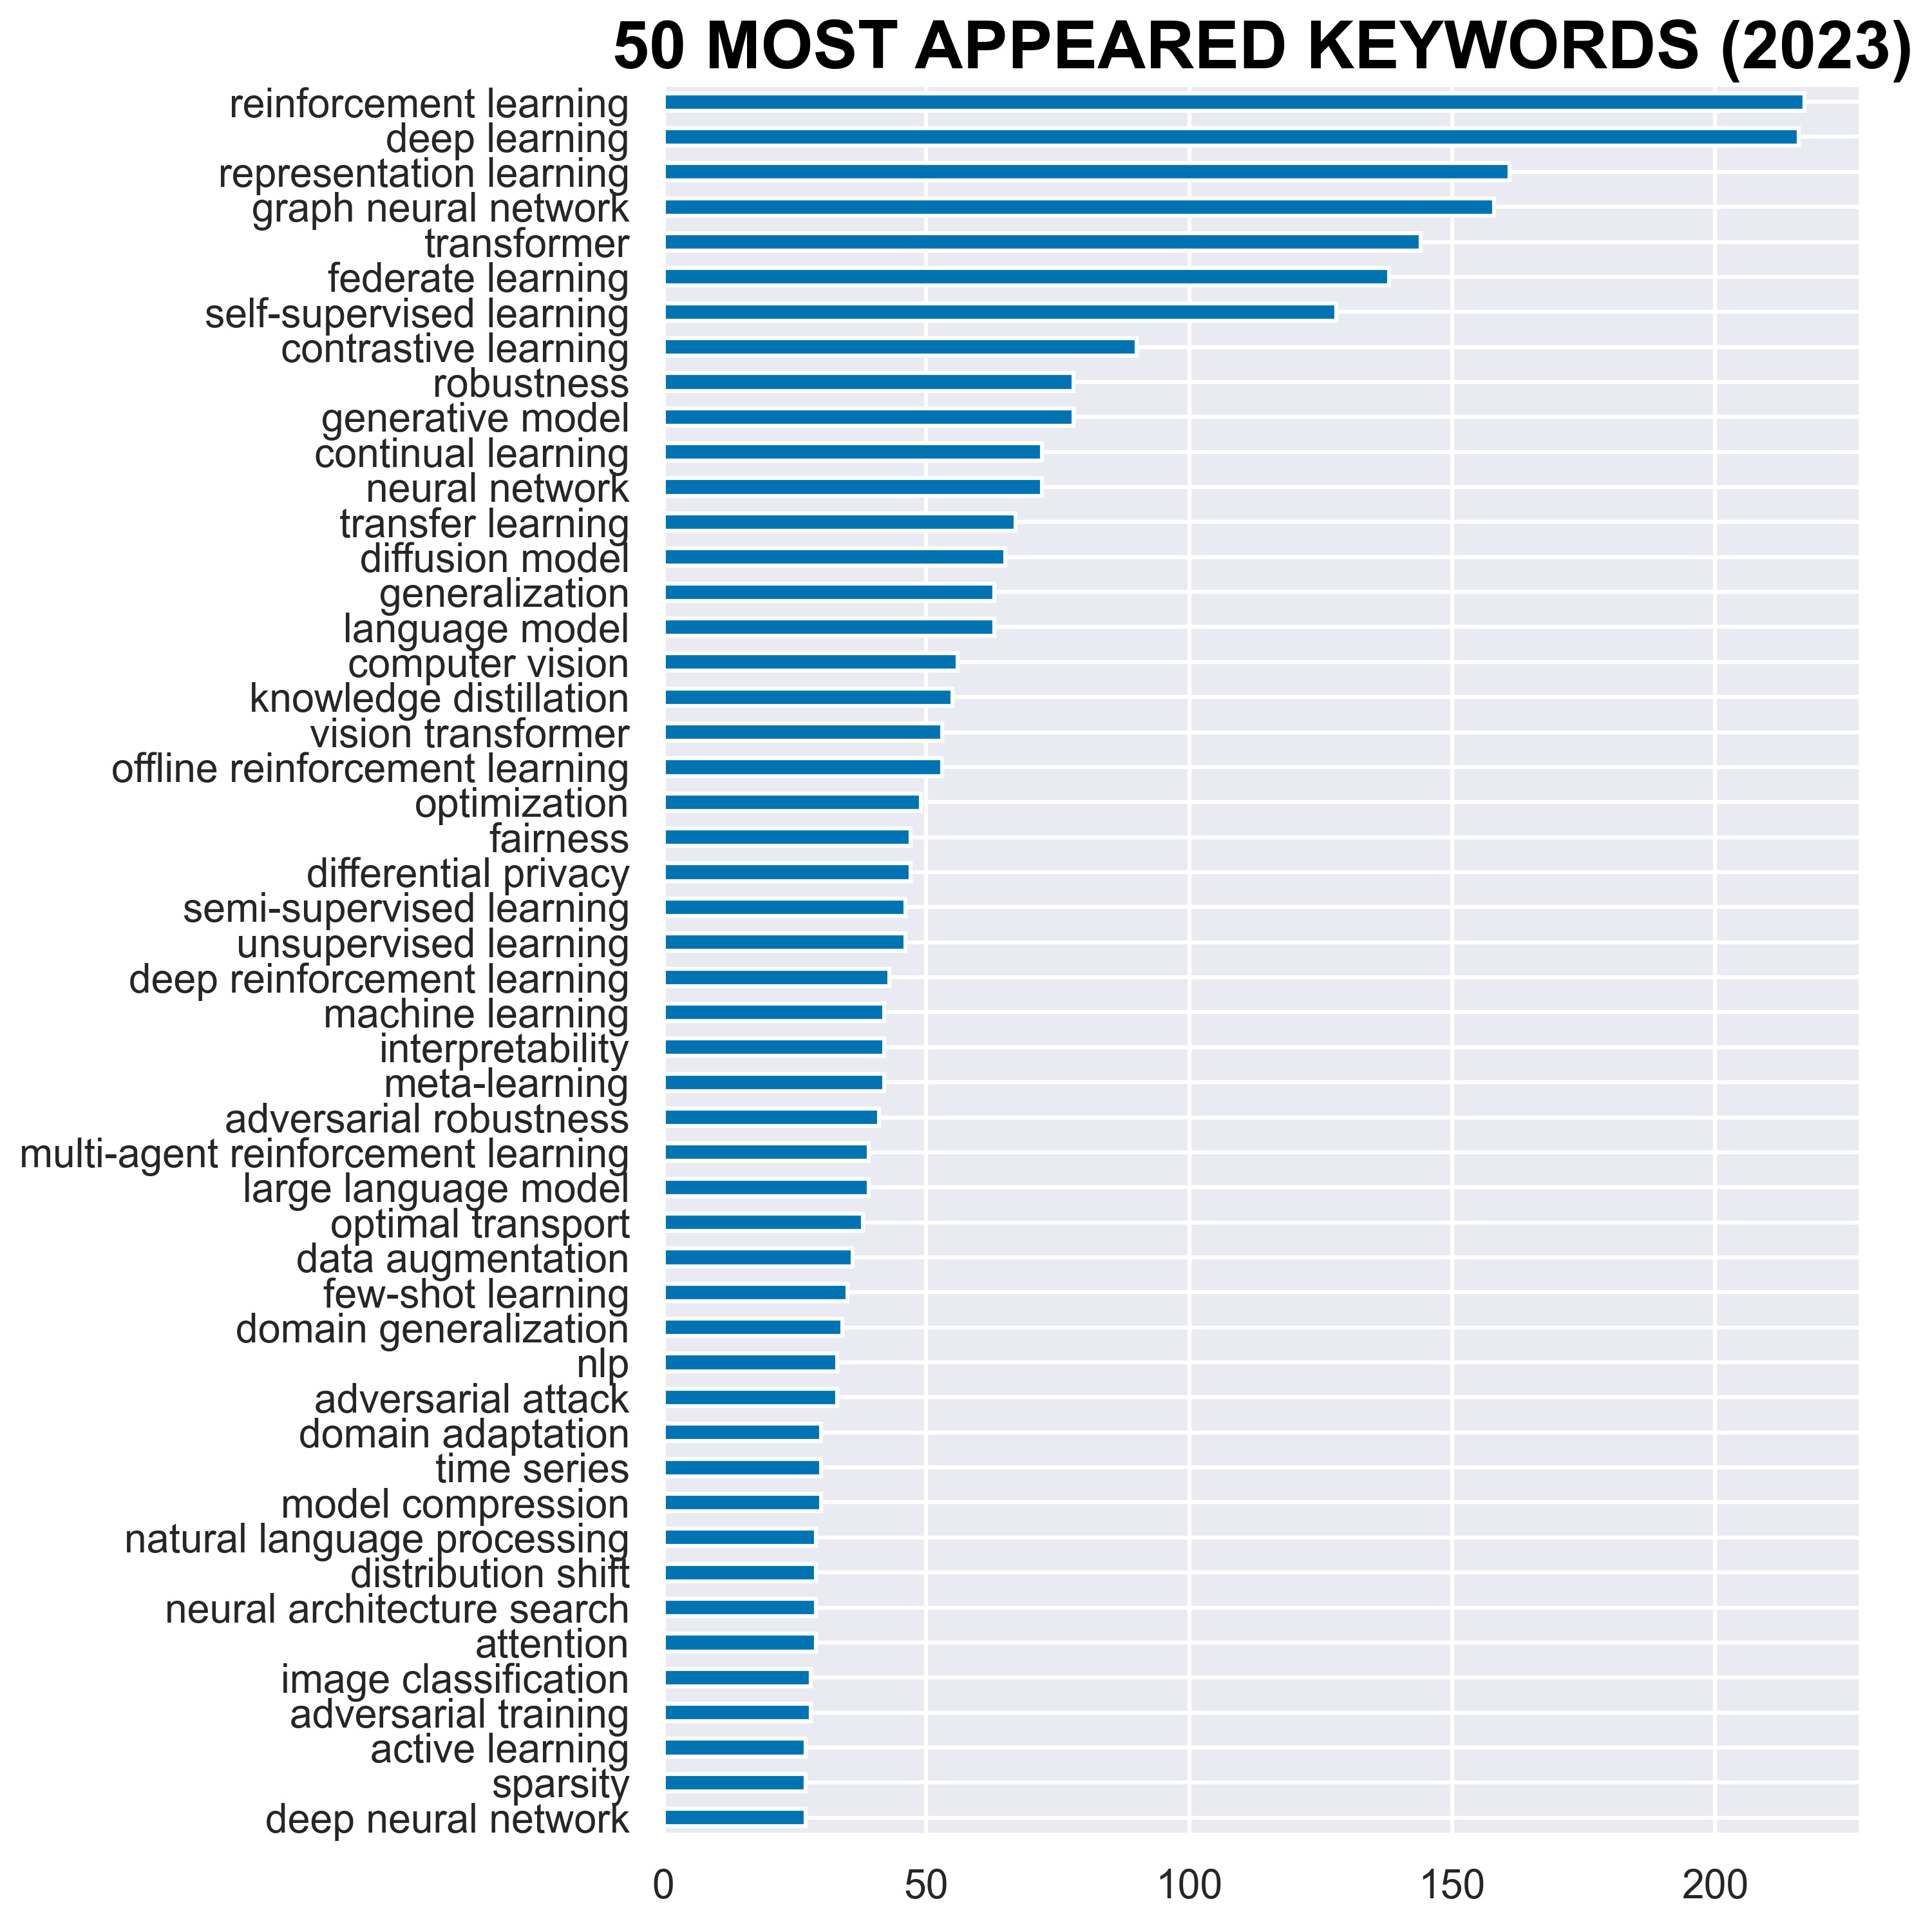 50 MOST APPEARED KEYWORDS (2023)
reinforcement learning
deep learning
representation learning
graph neural network
transformer
federate learning
self-supervised learning
contrastive learning
robustness
generative model
continual learning
neural network
transfer learning
diffusion model
generalization
language model
computer vision
knowledge distillation
vision transformer
offline reinforcement learning
optimization
fairness
differential privacy
semi-supervised learning
unsupervised learning
deep reinforcement learning
machine learning
interpretability
meta-learning
adversarial robustness
multi-agent reinforcement learning
large language model
optimal transport
data augmentation
few-shot learning
domain generalization
nlp
adversarial attack
domain adaptation
time series
model compression
natural language processing
distribution shift
neural architecture search
attention
image classification
adversarial training
active learning
sparsity
deep neural network
0 50 100 150 200